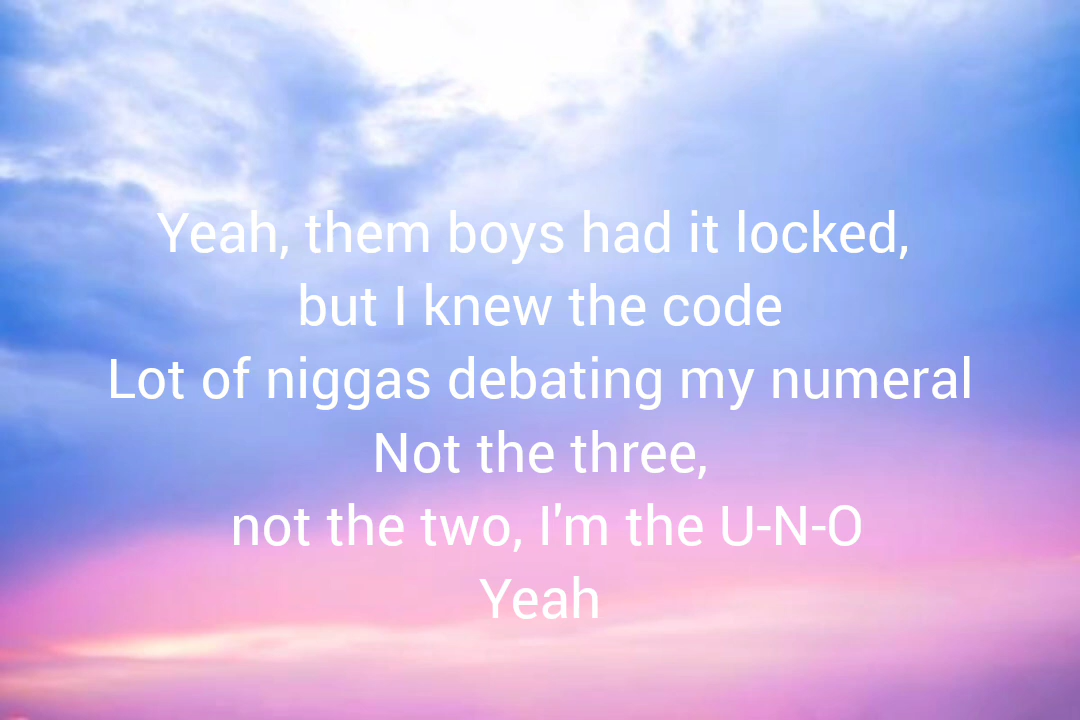 Yeah, them boys had it locked,
but I knew the code
Lot of niggas debating my numeral
Not the three,
not the two, I'm the U-N-O
Yeah